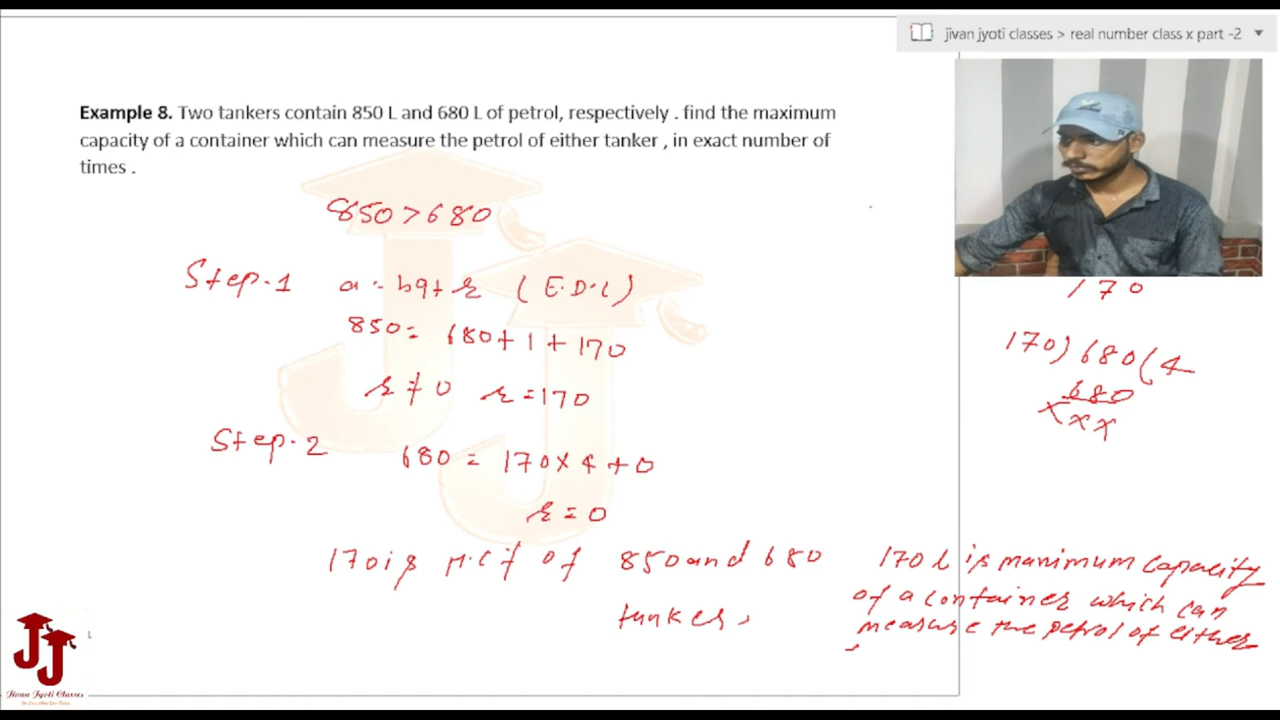 jivan jyoti classes > real number class x part -2
Example 8. Two tankers contain 850 L and 680 L of petrol, respectively . find the maximum
capacity of a container which can measure the petrol of either tanker , in exact number of
times .
850 > 680
Step.1 a = bq + r (E.D.L)
850 = 680 + 1 + 170
r ≠ 0 r = 170
Step.2 680 = 170 x 4 + 0
r = 0
170 is H.C.f of 850 and 680
tanker.
170
170) 680 (4
680
x x x
170 L is maximum capacity
of a container which can
measure the petrol of either
JJ
Jivan Jyoti Classes